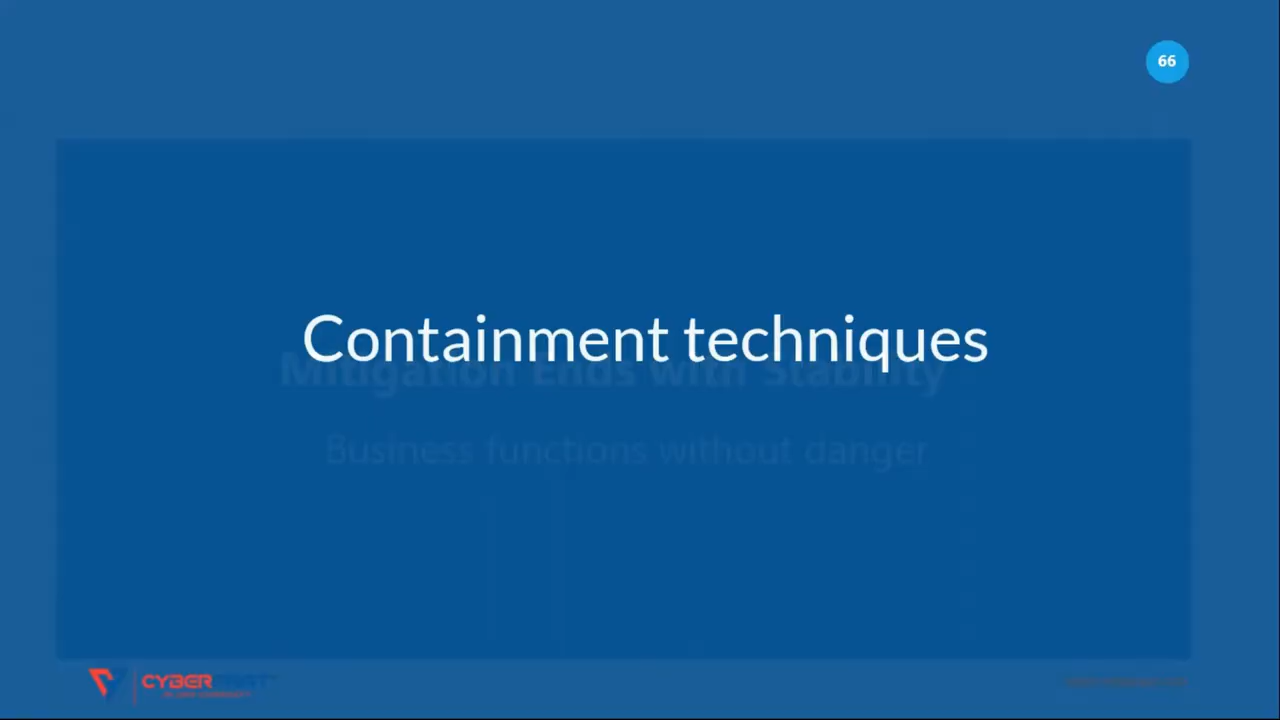 66
Containment techniques
Mitigation Ends with Stability
Business functions without danger
CYBER